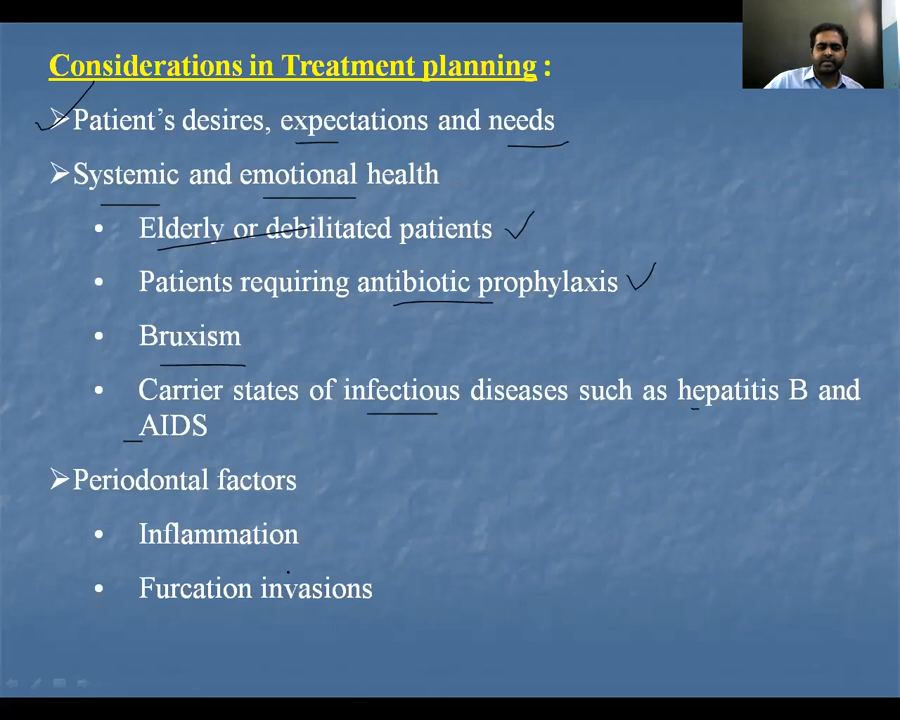 Considerations in Treatment planning :
➢Patient's desires, expectations and needs
➢Systemic and emotional health
• Elderly or debilitated patients
• Patients requiring antibiotic prophylaxis
• Bruxism
• Carrier states of infectious diseases such as hepatitis B and
AIDS
➢Periodontal factors
• Inflammation
• Furcation invasions